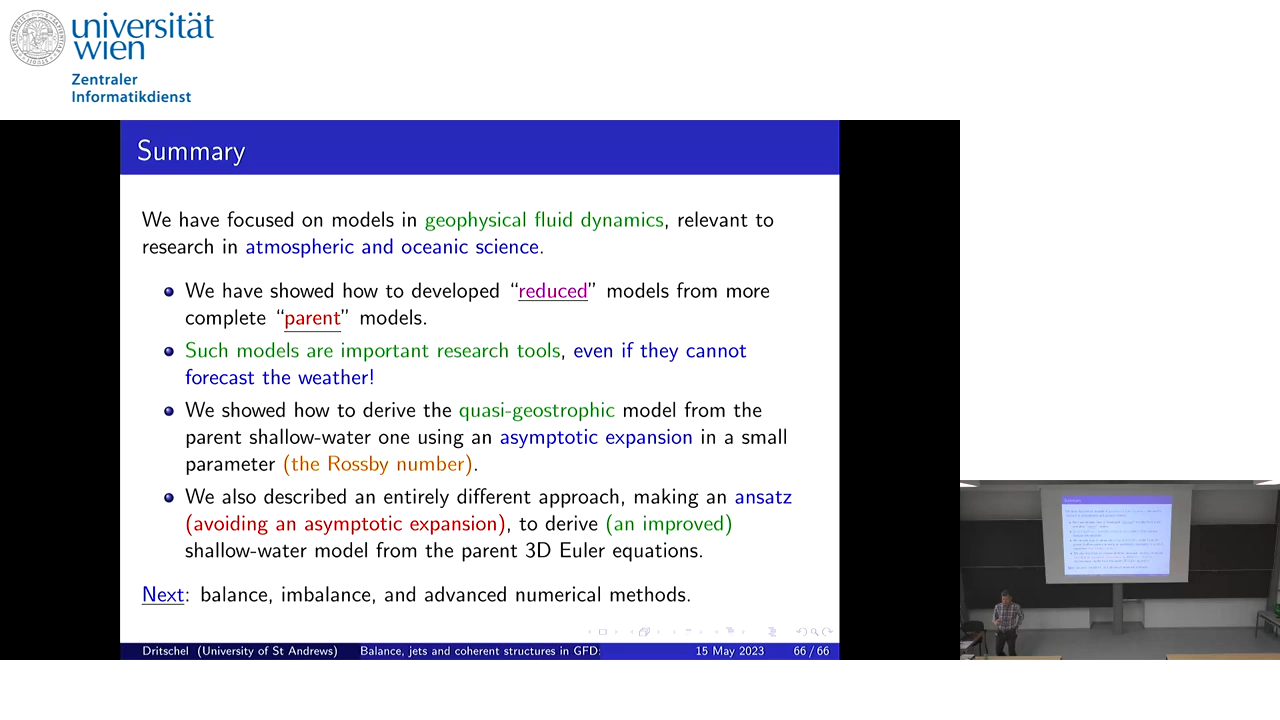 universität
wien
Zentraler
Informatikdienst
Summary
We have focused on models in geophysical fluid dynamics, relevant to
research in atmospheric and oceanic science.
We have showed how to developed “reduced” models from more
complete “parent” models.
Such models are important research tools, even if they cannot
forecast the weather!
We showed how to derive the quasi-geostrophic model from the
parent shallow-water one using an asymptotic expansion in a small
parameter (the Rossby number).
We also described an entirely different approach, making an ansatz
(avoiding an asymptotic expansion), to derive (an improved)
shallow-water model from the parent 3D Euler equations.
Next: balance, imbalance, and advanced numerical methods.
Dritschel (University of St Andrews) Balance, jets and coherent structures in GFD: 15 May 2023 66 / 66
Summary